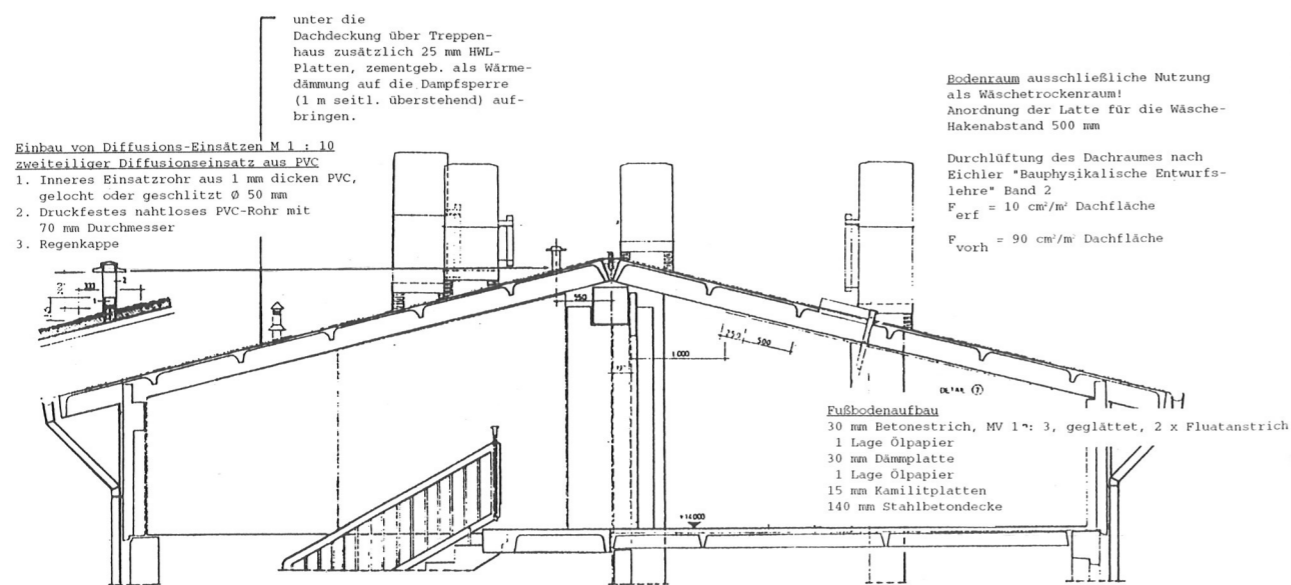 unter die
Dachdeckung über Treppen-
haus zusätzlich 25 mm HWL-
Platten, zementgeb. als Wärme-
dämmung auf die Dampfsperre
(1 m seitl. überstehend) auf-
bringen.
Einbau von Diffusions-Einsätzen M 1 : 10
zweiteiliger Diffusionseinsatz aus PVC
1. Inneres Einsatzrohr aus 1 mm dicken PVC,
gelocht oder geschlitzt Ø 50 mm
2. Druckfestes nahtloses PVC-Rohr mit
70 mm Durchmesser
3. Regenkappe
Bodenraum ausschließliche Nutzung
als Wäschetrockenraum!
Anordnung der Latte für die Wäsche-
Hakenabstand 500 mm
Durchlüftung des Dachraumes nach
Eichler "Bauphysikalische Entwurfs-
lehre" Band 2
F erf = 10 cm²/m² Dachfläche
F vorh = 90 cm²/m² Dachfläche
550
250
500
1.000
DETAIL 7
Fußbodenaufbau
30 mm Betonestrich, MV 1 : 3, geglättet, 2 x Fluatanstrich
1 Lage Ölpapier
30 mm Dämmplatte
1 Lage Ölpapier
15 mm Kamilitplatten
140 mm Stahlbetondecke
+14.000